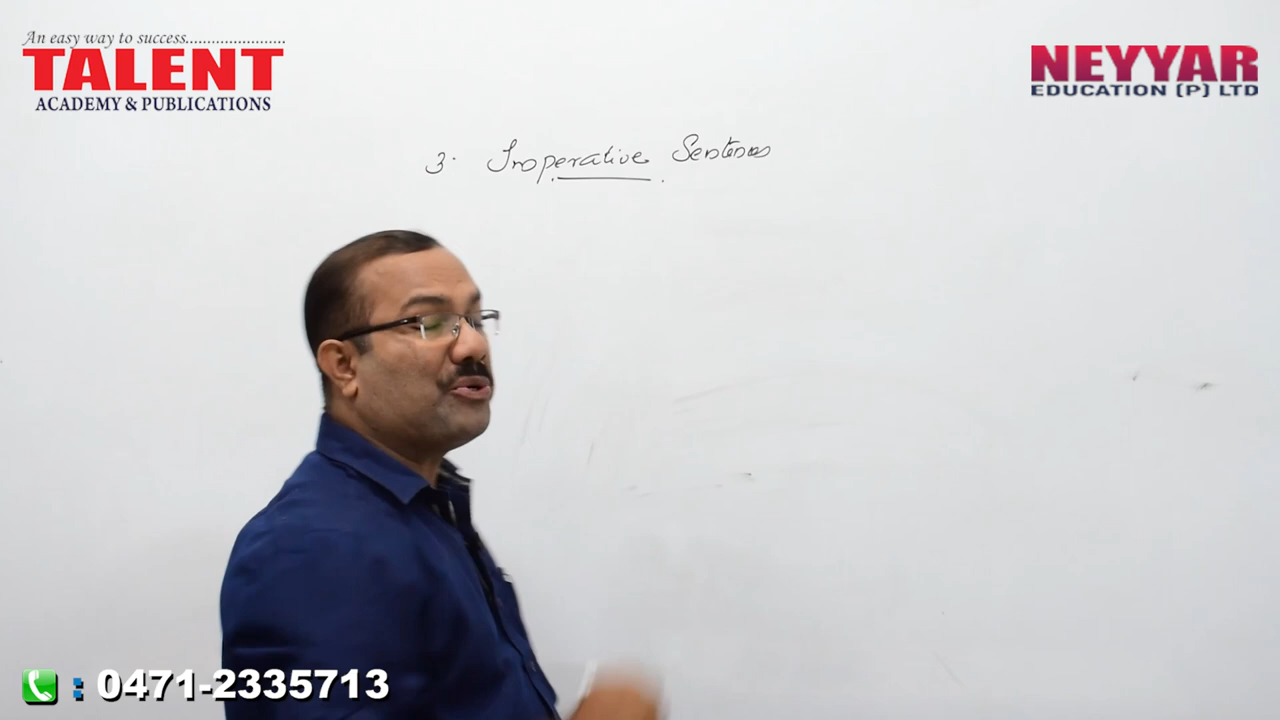 An easy way to success.......................
TALENT
ACADEMY & PUBLICATIONS
NEYYAR
EDUCATION (P) LTD
3. Imperative Sentences
: 0471-2335713